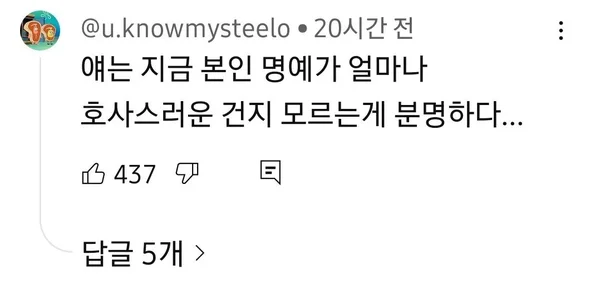 @u.knowmysteelo • 20시간 전
얘는 지금 본인 명예가 얼마나
호사스러운 건지 모르는게 분명하다...
437
답글 5개 >